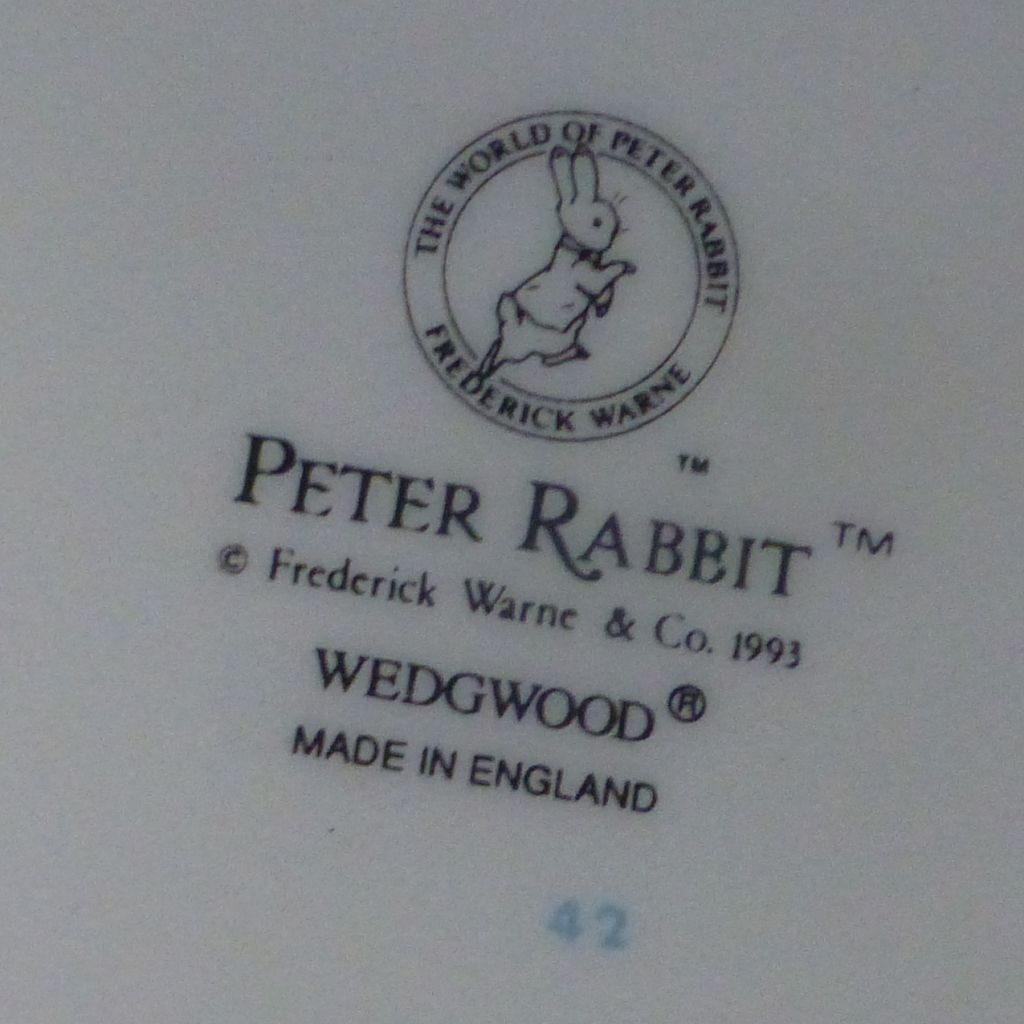 THE WORLD OF PETER RABBIT
FREDERICK WARNE
TM
PETER RABBIT TM
© Frederick Warne & Co. 1993
WEDGWOOD®
MADE IN ENGLAND
42